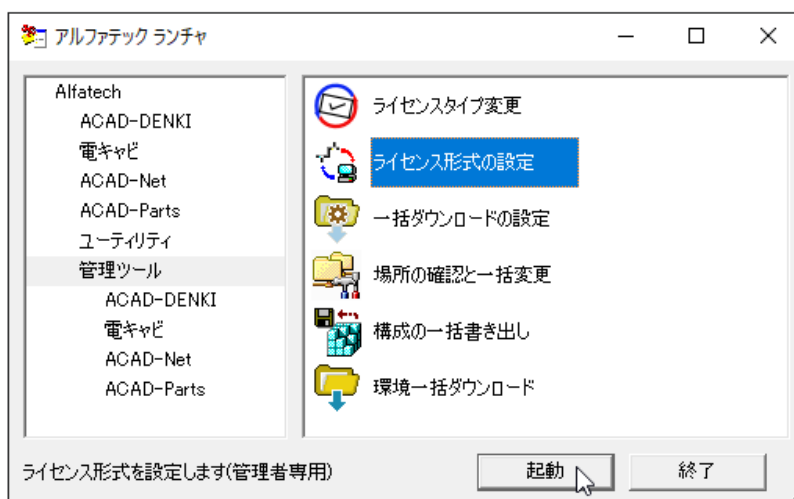 アルファテック ランチャ
Alfatech
ACAD-DENKI
電キャビ
ACAD-Net
ACAD-Parts
ユーティリティ
管理ツール
ACAD-DENKI
電キャビ
ACAD-Net
ACAD-Parts
ライセンスタイプ変更
ライセンス形式の設定
一括ダウンロードの設定
場所の確認と一括変更
構成の一括書き出し
環境一括ダウンロード
ライセンス形式を設定します(管理者専用)
起動
終了